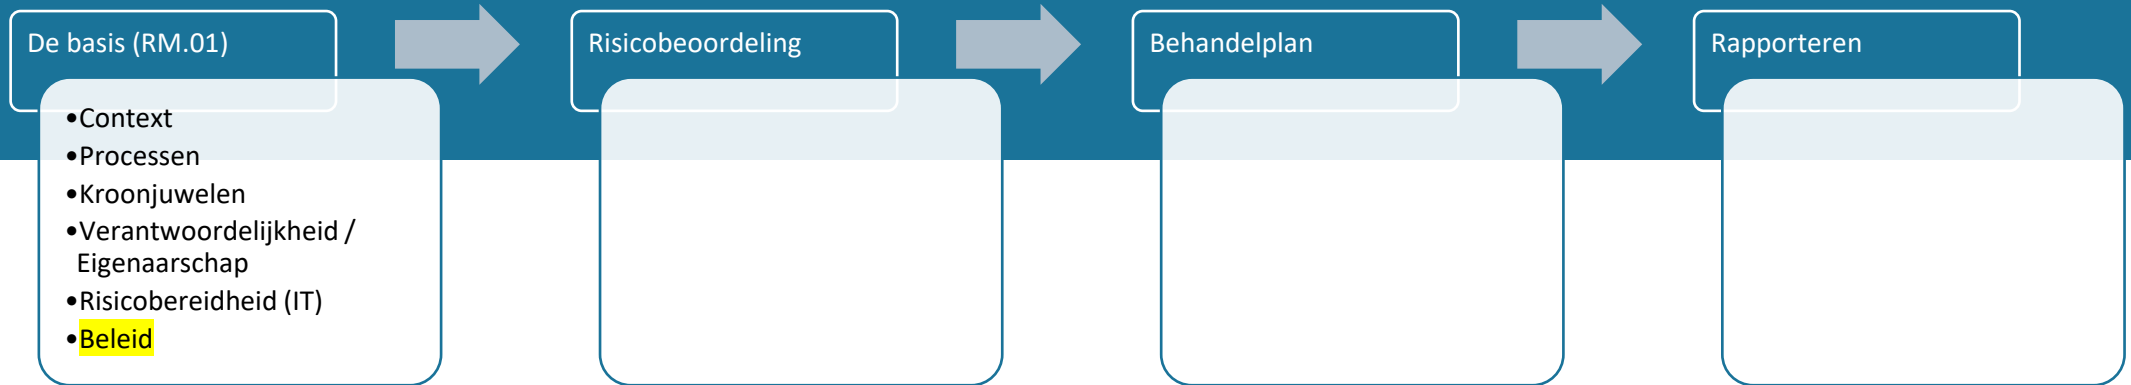 De basis (RM.01)
•Context
•Processen
•Kroonjuwelen
•Verantwoordelijkheid /
Eigenaarschap
•Risicobereidheid (IT)
•Beleid
Risicobeoordeling
Behandelplan
Rapporteren